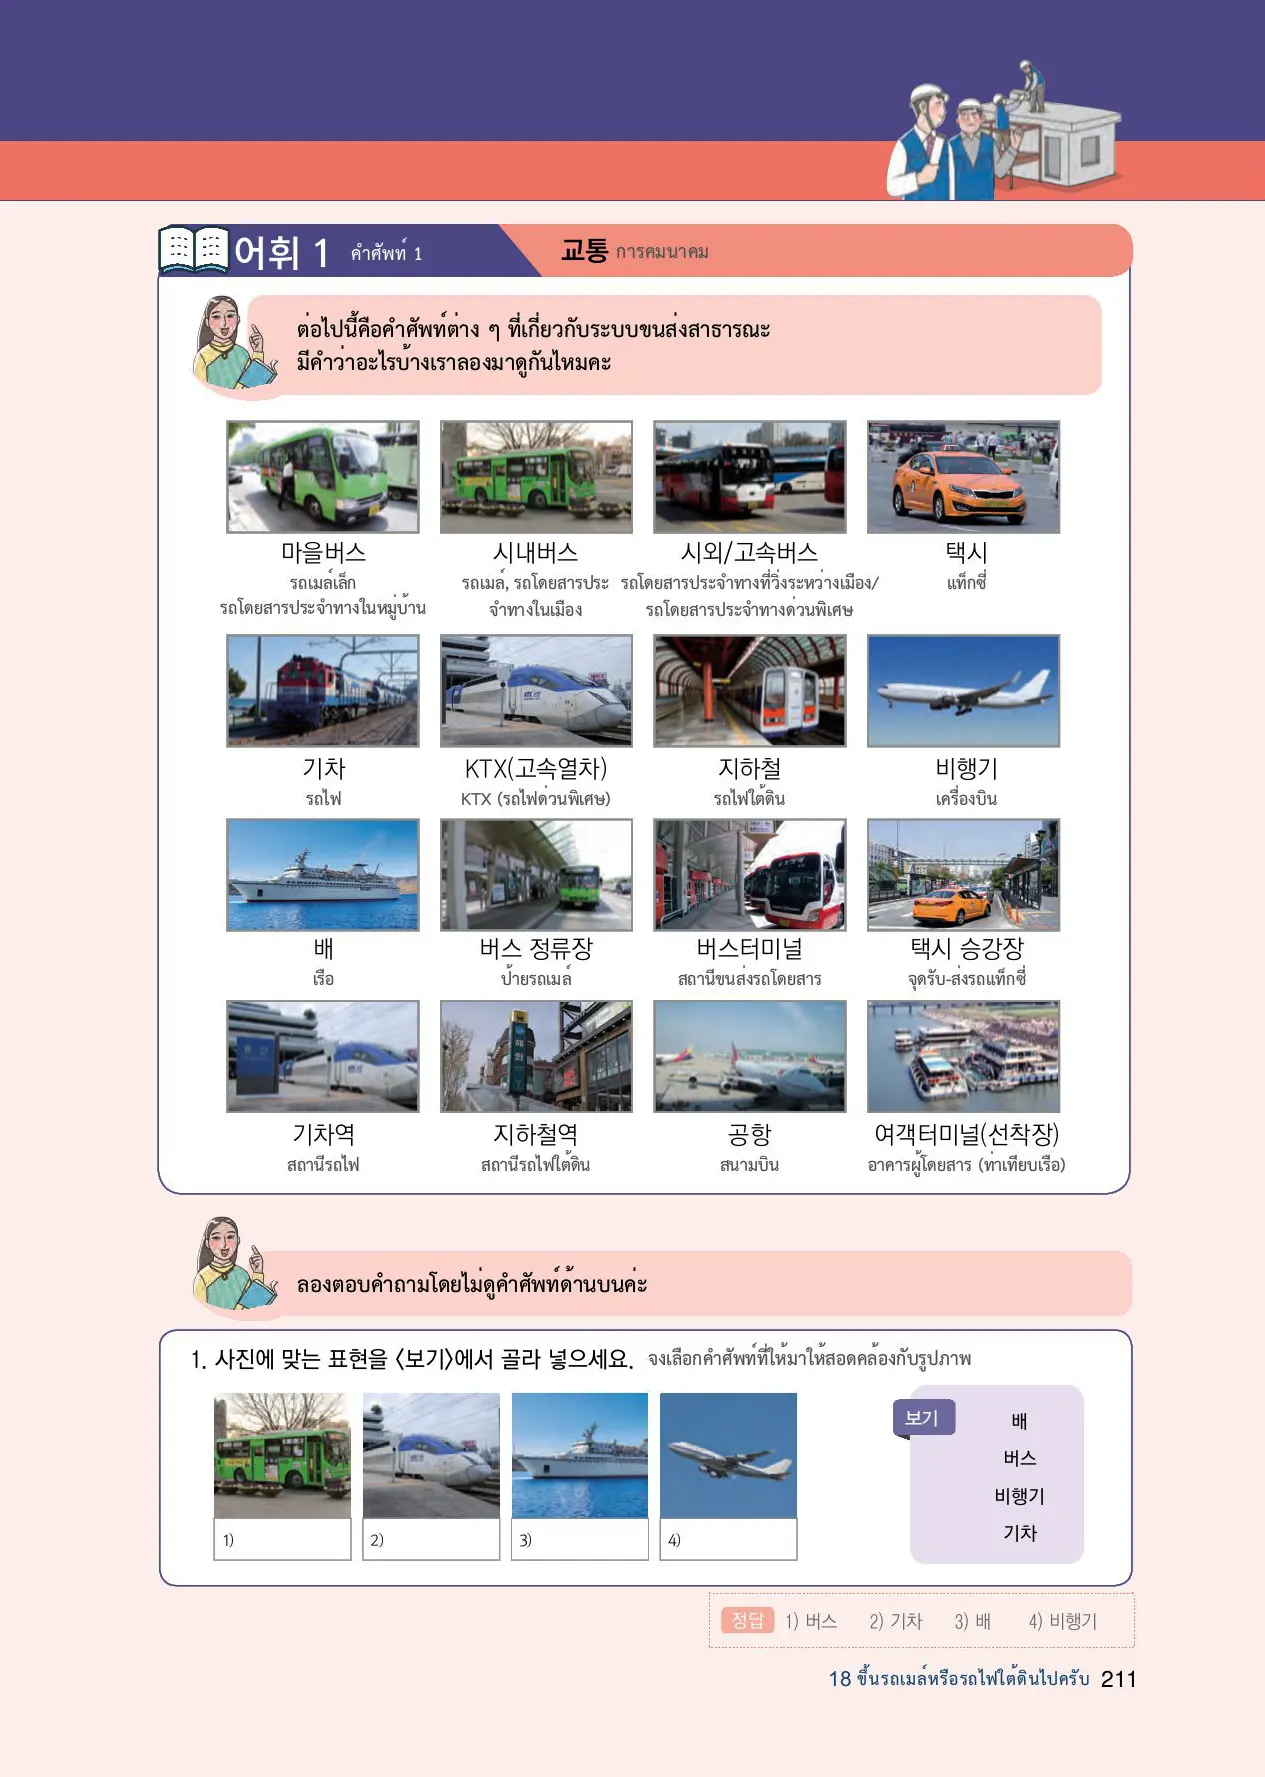 어휘 1 คำศัพท์ 1
교통 การคมนาคม
ต่อไปนี้คือคำศัพท์ต่าง ๆ ที่เกี่ยวกับระบบขนส่งสาธารณะ
มีคำว่าอะไรบ้างเราลองมาดูกันไหมคะ
마을버스 시내버스 시외/고속버스 택시
รถเมล์เล็ก รถเมล์, รถโดยสารประ รถโดยสารประจำทางที่วิ่งระหว่างเมือง/ แท็กซี่
รถโดยสารประจำทางในหมู่บ้าน จำทางในเมือง รถโดยสารประจำทางด่วนพิเศษ
기차 KTX(고속열차) 지하철 비행기
รถไฟ KTX (รถไฟด่วนพิเศษ) รถไฟใต้ดิน เครื่องบิน
배 버스 정류장 버스터미널 택시 승강장
เรือ ป้ายรถเมล์ สถานีขนส่งรถโดยสาร จุดรับ-ส่งรถแท็กซี่
기차역 지하철역 공항 여객터미널(선착장)
สถานีรถไฟ สถานีรถไฟใต้ดิน สนามบิน อาคารผู้โดยสาร (ท่าเทียบเรือ)
ลองตอบคำถามโดยไม่ดูคำศัพท์ด้านบนค่ะ
1. 사진에 맞는 표현을 〈보기〉에서 골라 넣으세요. จงเลือกคำศัพท์ที่ให้มาให้สอดคล้องกับรูปภาพ
1) 2) 3) 4)
보기
배
버스
비행기
기차
정답 1) 버스 2) 기차 3) 배 4) 비행기
18 ขึ้นรถเมล์หรือรถไฟใต้ดินไปครับ 211